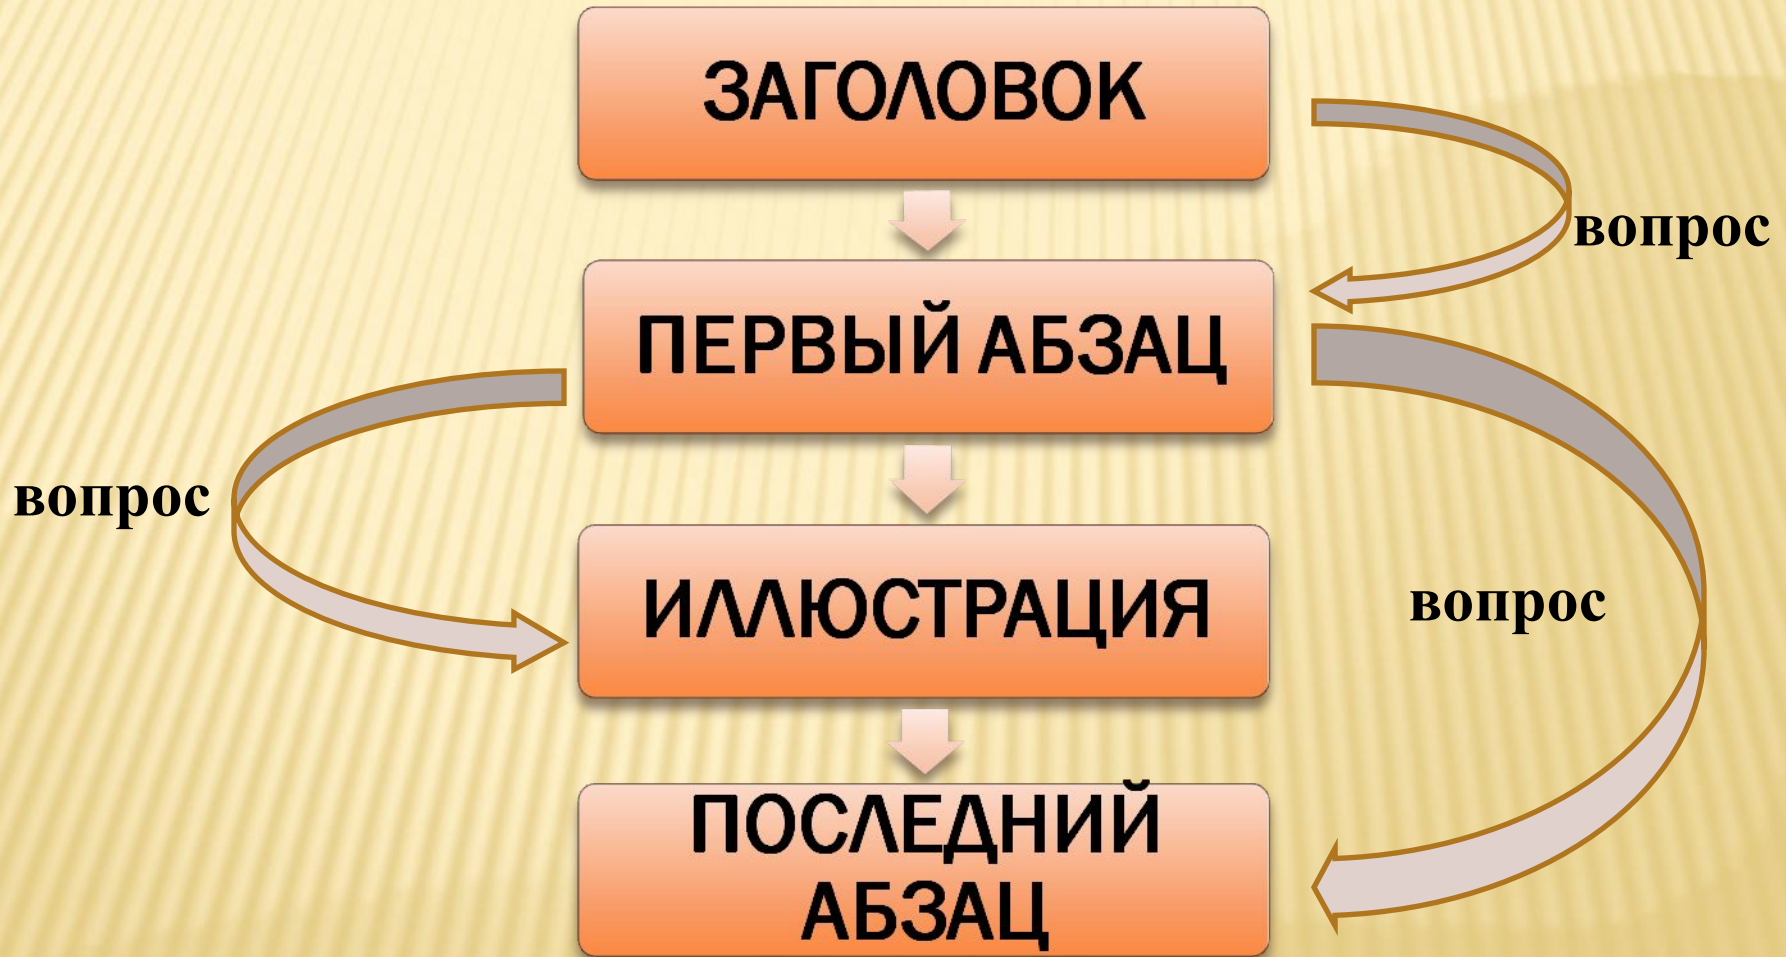 ЗАГОЛОВОК
вопрос
ПЕРВЫЙ АБЗАЦ
вопрос
ИЛЛЮСТРАЦИЯ
вопрос
ПОСЛЕДНИЙ
АБЗАЦ